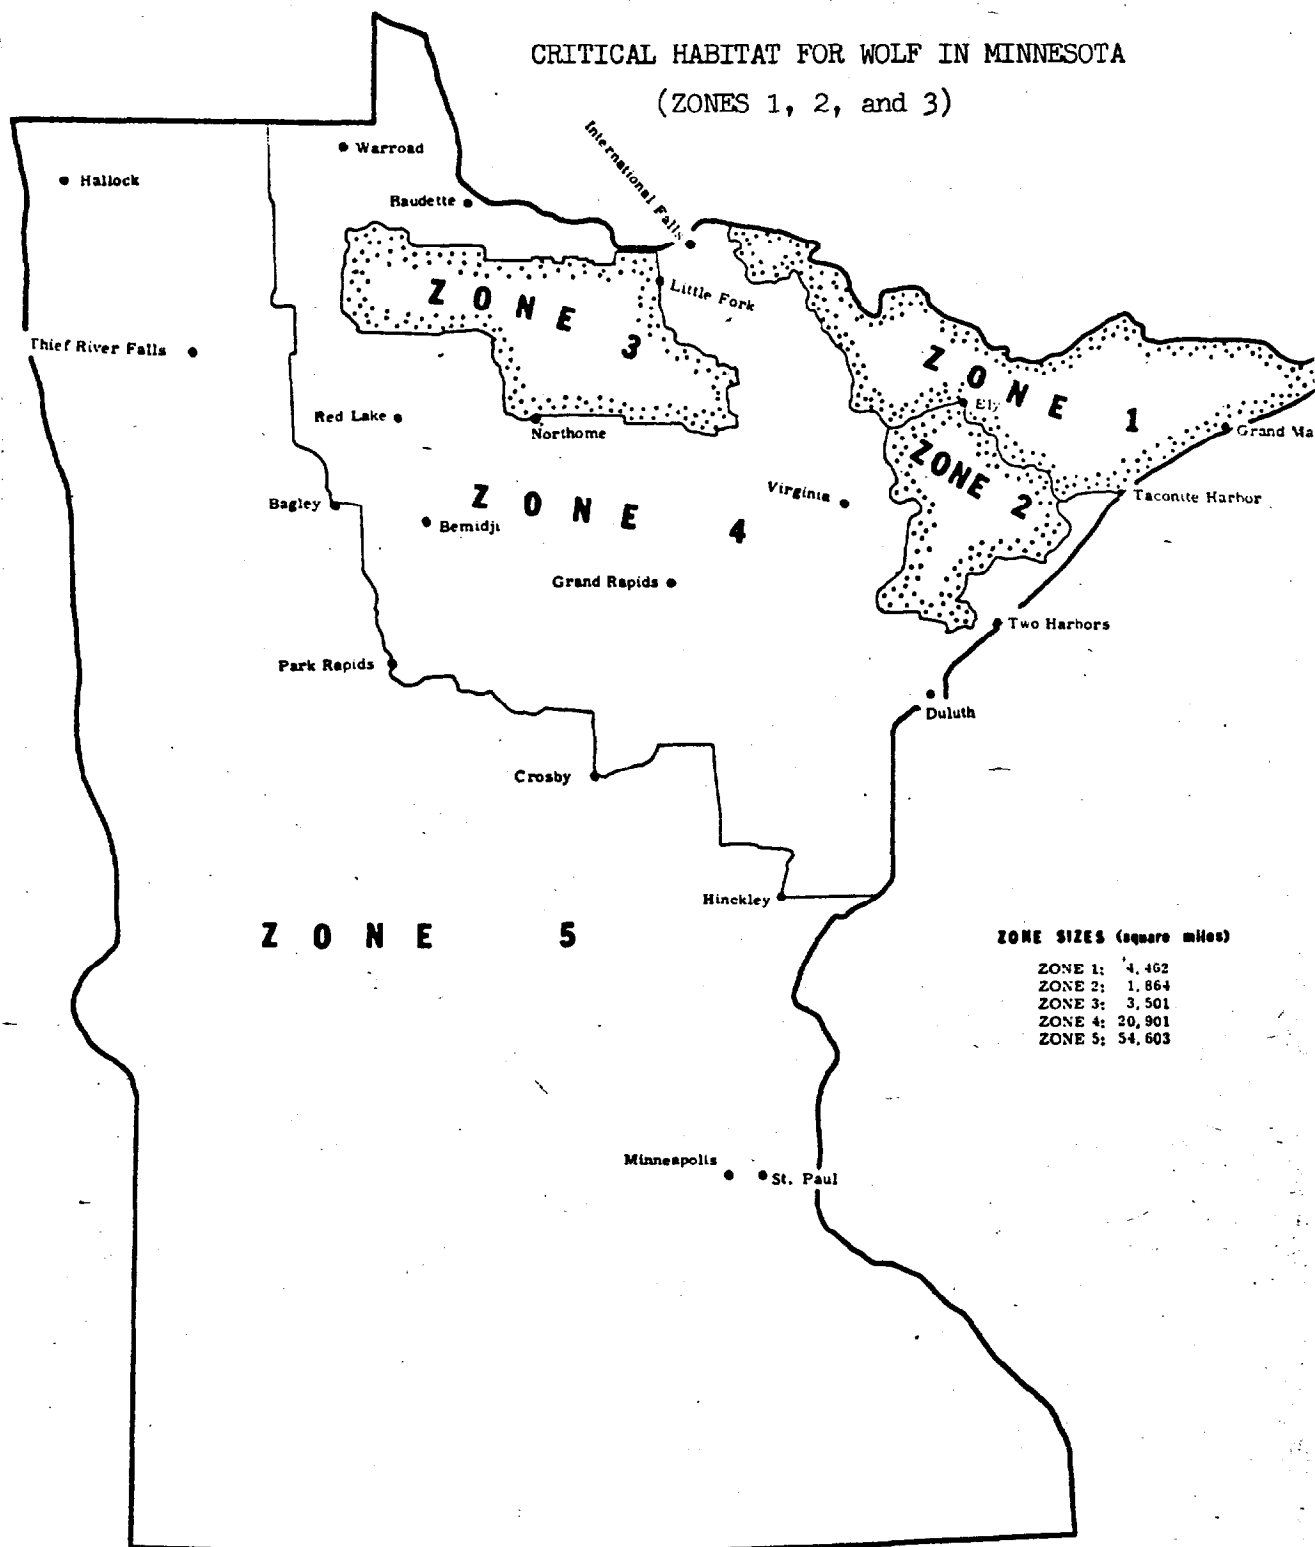 CRITICAL HABITAT FOR WOLF IN MINNESOTA
(ZONES 1, 2, and 3)
International Falls
Warroad
Hallock
Baudette
ZONE 3
Little Fork
Thief River Falls
ZONE 1
Ely
Red Lake
Northome
Grand Ma
ZONE 2
Virginia
Taconite Harbor
Bagley
ZONE 4
Bemidji
Grand Rapids
Two Harbors
Park Rapids
Duluth
Crosby
Hinckley
ZONE 5
ZONE SIZES (square miles)
ZONE 1: 4,462
ZONE 2: 1,864
ZONE 3: 3,501
ZONE 4: 20,901
ZONE 5: 54,603
Minneapolis
St. Paul